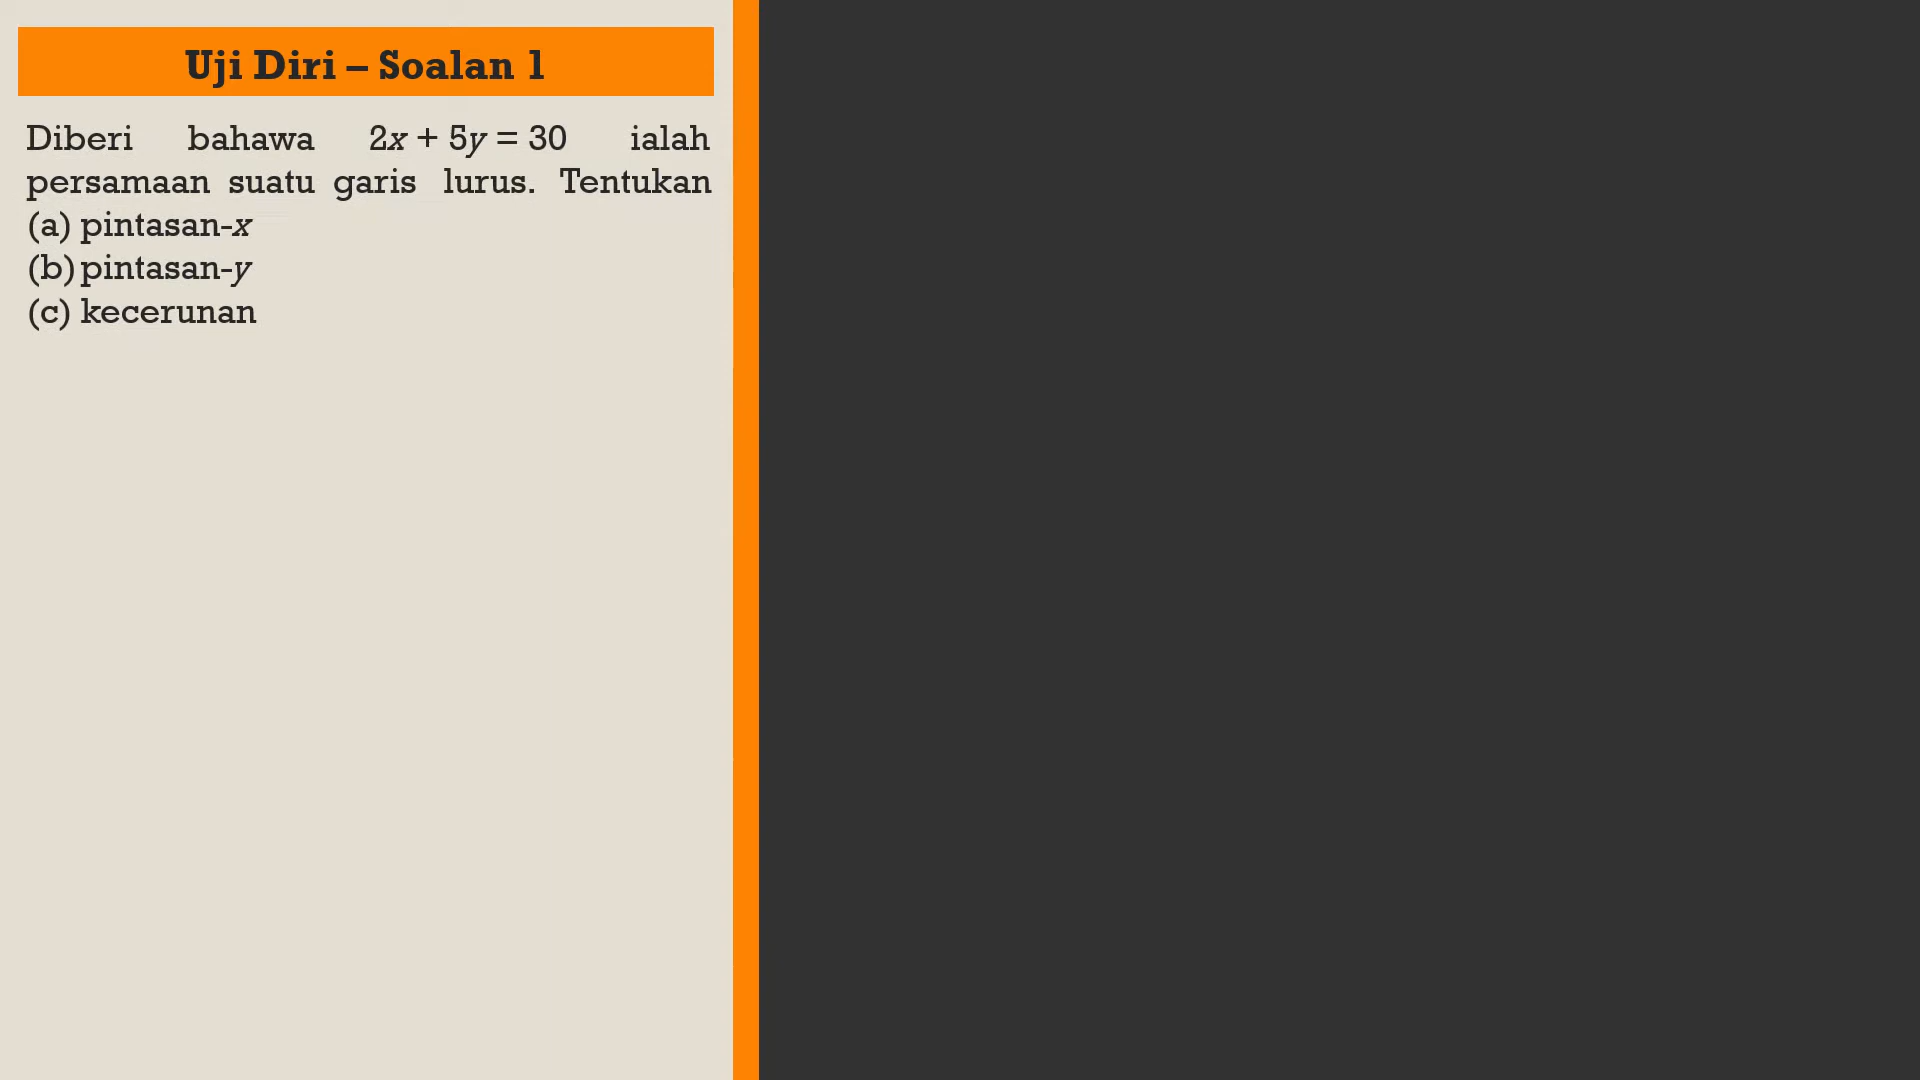 Uji Diri – Soalan 1
Diberi bahawa 2x + 5y = 30 ialah
persamaan suatu garis lurus. Tentukan
(a) pintasan-x
(b) pintasan-y
(c) kecerunan